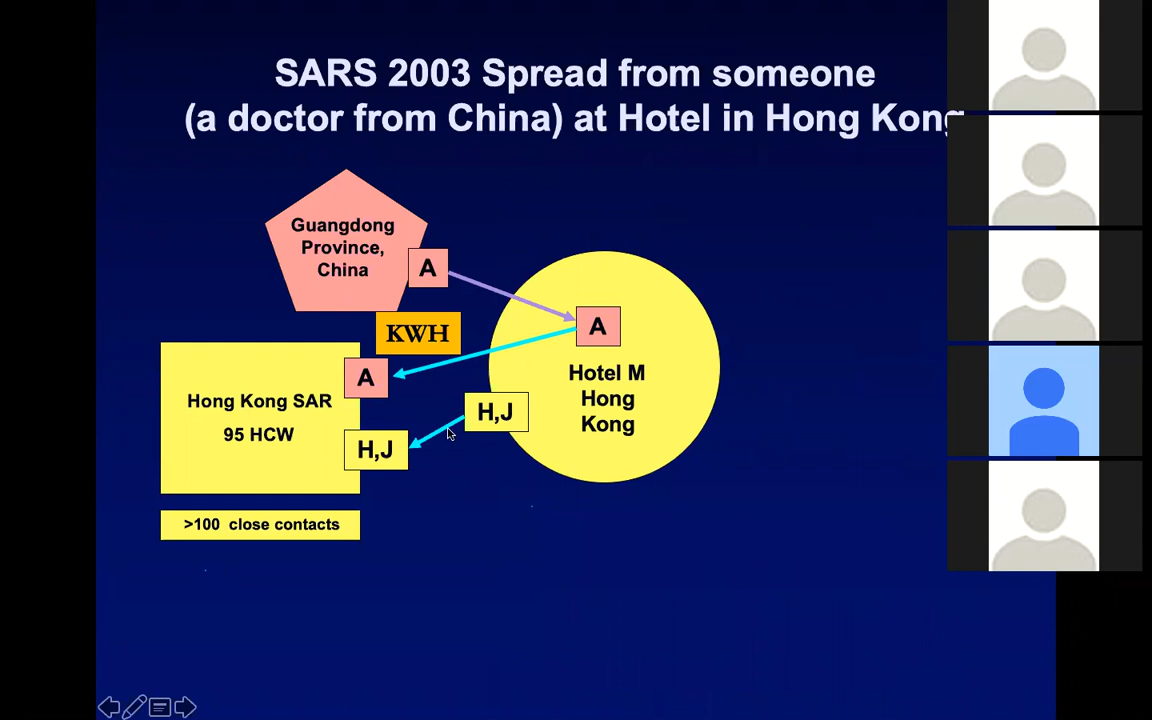 SARS 2003 Spread from someone
(a doctor from China) at Hotel in Hong Kong
Guangdong
Province,
China
A
A
KWH
A
Hotel M
Hong
Kong
Hong Kong SAR
95 HCW
H,J
H,J
>100 close contacts